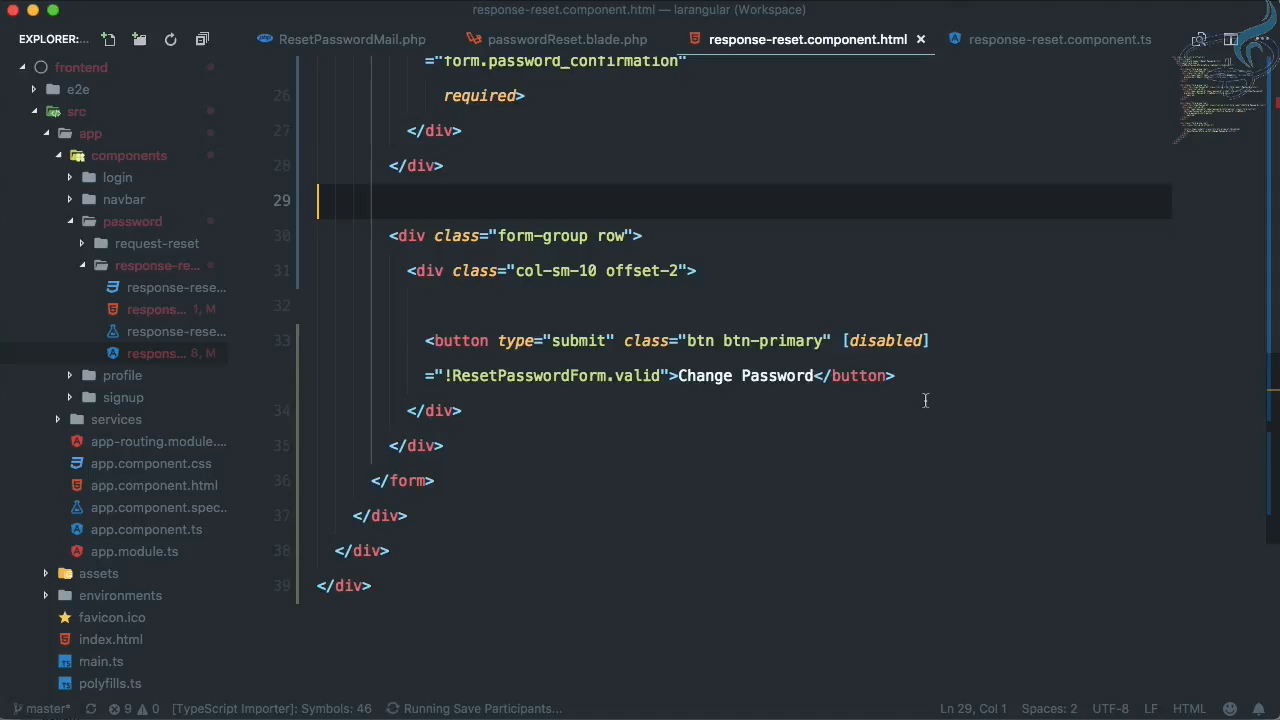 response-reset.component.html — larangular (Workspace)
EXPLORER:...
ResetPasswordMail.php
passwordReset.blade.php
response-reset.component.html ×
response-reset.component.ts
frontend
e2e
src
app
components
login
navbar
password
request-reset
response-re...
response-rese...
respons... 1, M
response-rese...
respons... 8, M
profile
signup
services
app-routing.module....
app.component.css
app.component.html
app.component.spec..
app.component.ts
app.module.ts
assets
environments
favicon.ico
index.html
main.ts
polyfills.ts
="form.password_confirmation"
26 required>
27 </div>
28 </div>
29
30 <div class="form-group row">
31 <div class="col-sm-10 offset-2">
32
33 <button type="submit" class="btn btn-primary" [disabled]
="!ResetPasswordForm.valid">Change Password</button>
34 </div>
35 </div>
36 </form>
37 </div>
38 </div>
39 </div>
master* 9 0 [TypeScript Importer]: Symbols: 46 Running Save Participants... Ln 29, Col 1 Spaces: 2 UTF-8 LF HTML